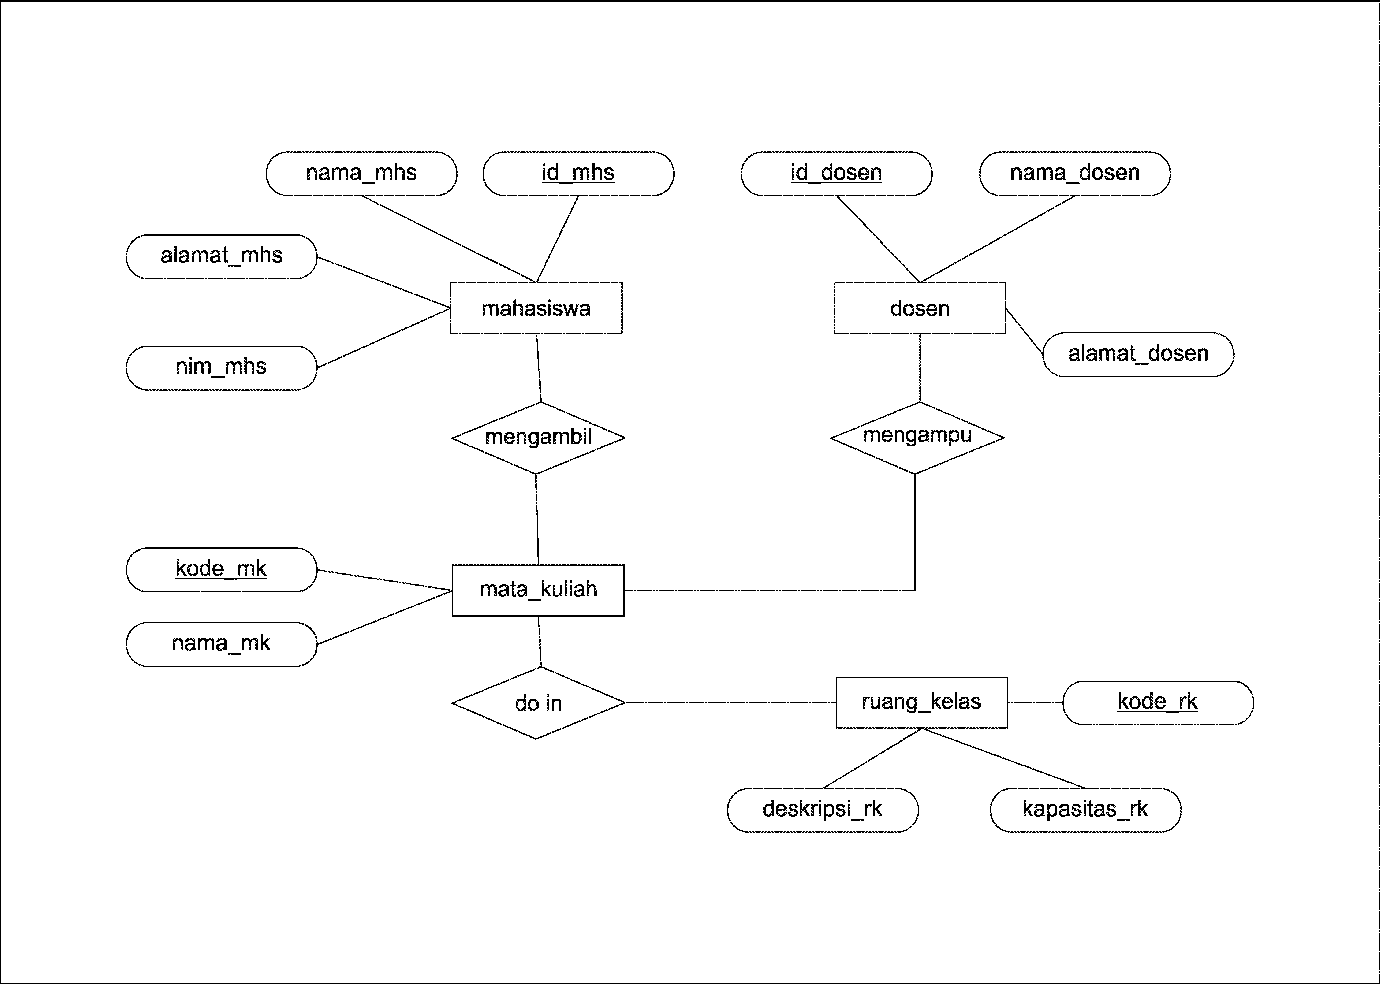 nama_mhs
id_mhs
id_dosen
nama_dosen
alamat_mhs
mahasiswa
dosen
nim_mhs
alamat_dosen
mengambil
mengampu
kode_mk
mata_kuliah
nama_mk
do in
ruang_kelas
kode_rk
deskripsi_rk
kapasitas_rk